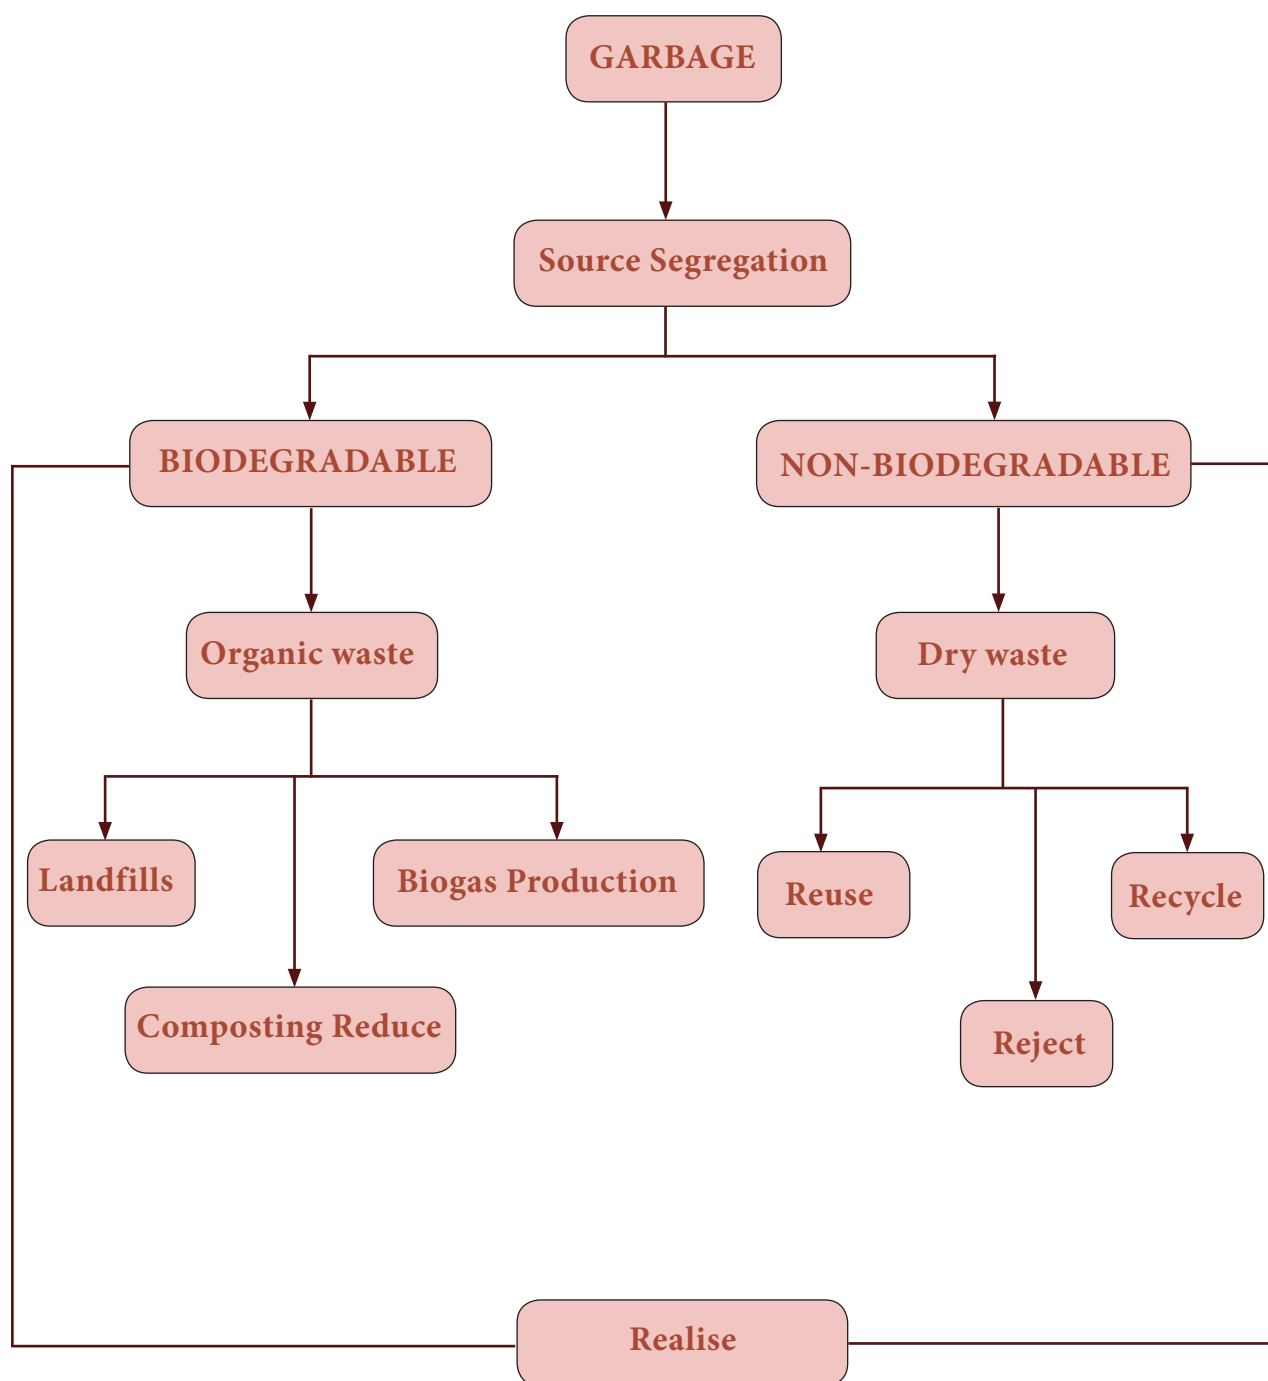 GARBAGE
Source Segregation
BIODEGRADABLE
NON-BIODEGRADABLE
Organic waste
Dry waste
Landfills
Biogas Production
Reuse
Recycle
Composting Reduce
Reject
Realise